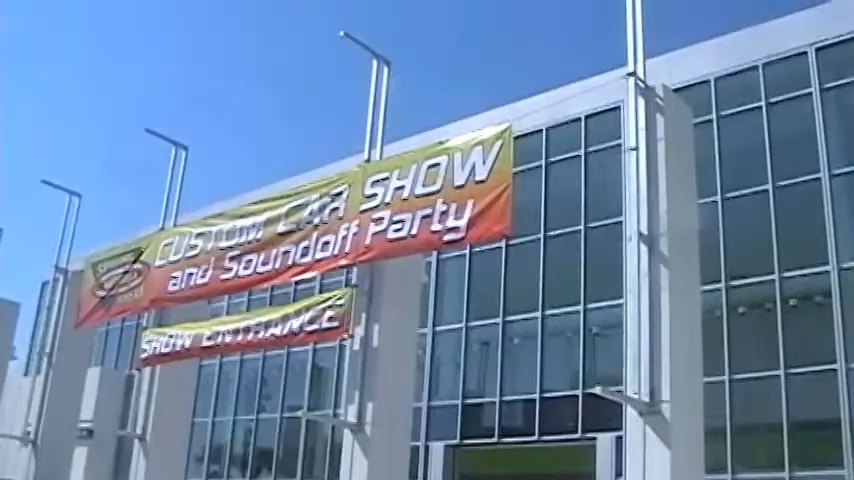 CUSTOM CAR SHOW
and Soundoff Party
SHOW ENTRANCE